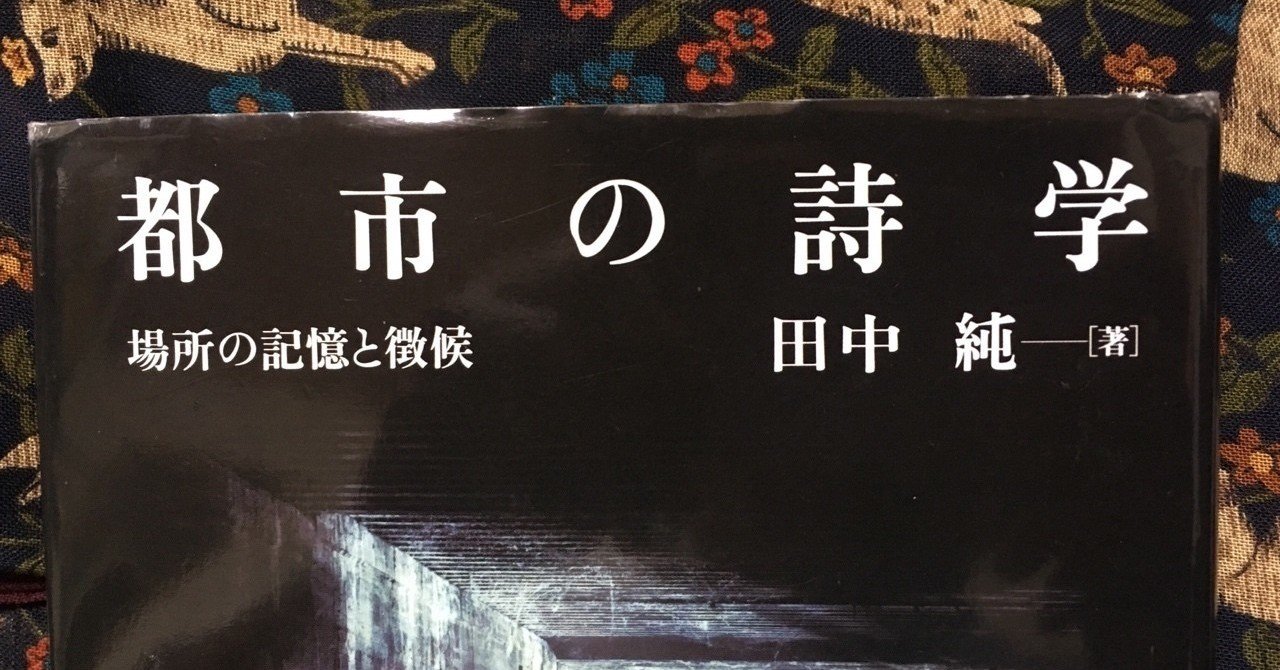 都市の詩学
場所の記憶と徴候
田中 純——[著]